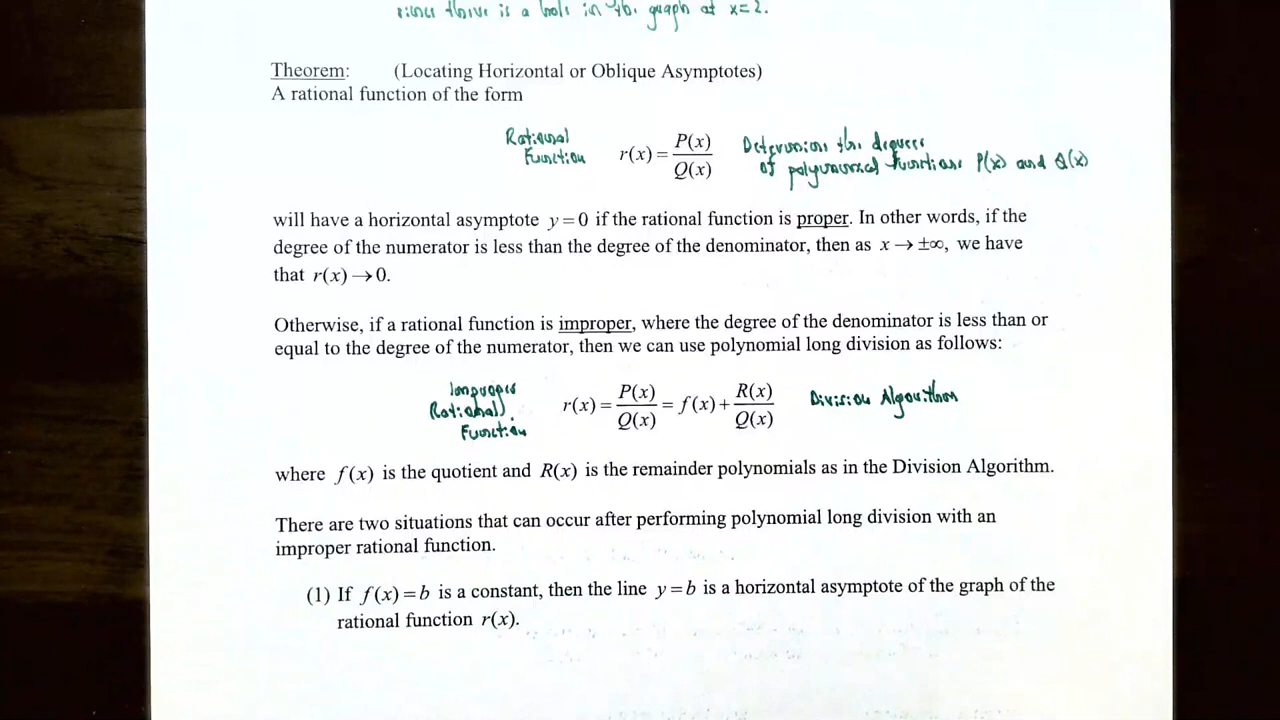 since there is a hole in the graph at x=2.
Theorem: (Locating Horizontal or Oblique Asymptotes)
A rational function of the form
Rational
Function
r(x) = P(x)/Q(x)
Determine the degrees
of polynomial functions P(x) and Q(x)
will have a horizontal asymptote y = 0 if the rational function is proper. In other words, if the
degree of the numerator is less than the degree of the denominator, then as x → ±∞, we have
that r(x) → 0.
Otherwise, if a rational function is improper, where the degree of the denominator is less than or
equal to the degree of the numerator, then we can use polynomial long division as follows:
Rational
Function
r(x) = P(x)/Q(x) = f(x) + R(x)/Q(x)
Division Algorithm
where f(x) is the quotient and R(x) is the remainder polynomials as in the Division Algorithm.
There are two situations that can occur after performing polynomial long division with an
improper rational function.
(1) If f(x) = b is a constant, then the line y = b is a horizontal asymptote of the graph of the
rational function r(x).